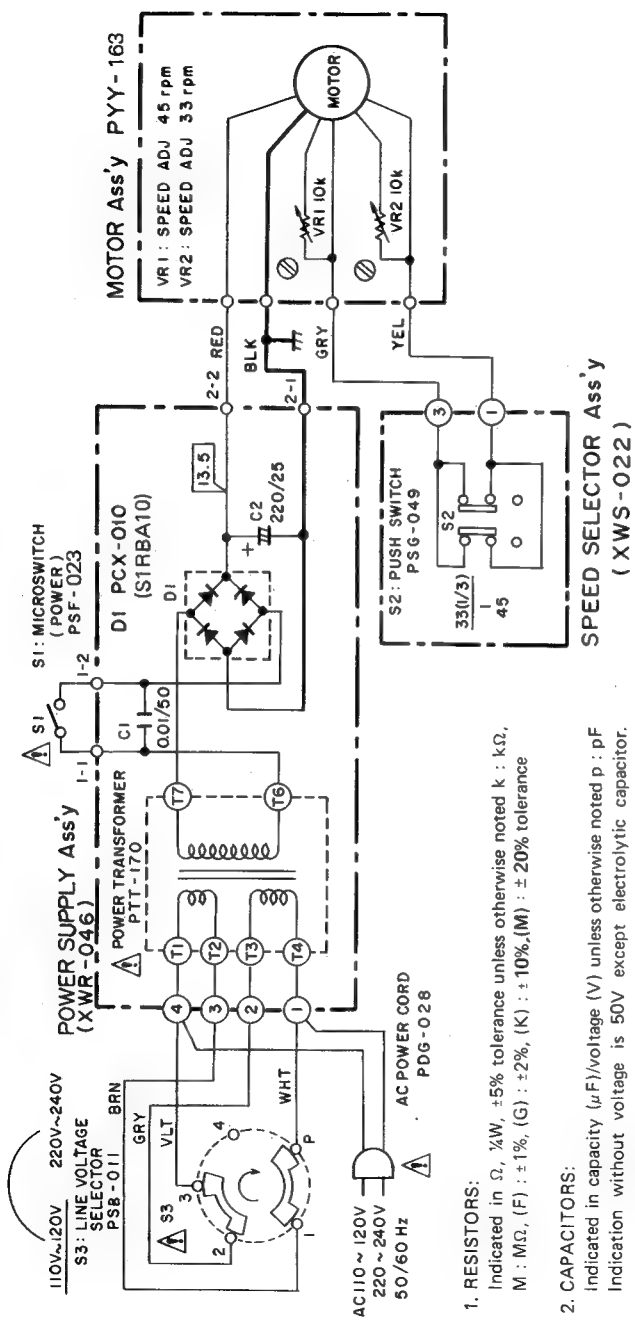 110V~120V 220V~240V
S3: LINE VOLTAGE
SELECTOR
PSB-011
BRN
GRY
VLT
WHT
S3
1
2
3
4
P
AC110~120V
220~240V
50/60 Hz
AC POWER CORD
PDG-028
POWER SUPPLY Ass'y
(XWR-046)
4
3
2
1
POWER TRANSFORMER
PTT-170
T1
T2
T3
T4
T7
T6
S1: MICROSWITCH
(POWER)
PSF-023
S1
1-1
1-2
C1
0.01/50
D1 PCX-010
(S1RBA10)
D1
13.5
+
C2
220/25
2-2
2-1
RED
BLK
GRY
YEL
MOTOR Ass'y PYY-163
VR1: SPEED ADJ 45 rpm
VR2: SPEED ADJ 33 rpm
MOTOR
VR1 10k
VR2 10k
S2: PUSH SWITCH
PSG-049
33(1/3)
I
45
S2
3
1
SPEED SELECTOR Ass'y
(XWS-022)
1. RESISTORS:
Indicated in Ω, ¼W, ±5% tolerance unless otherwise noted k : kΩ,
M : MΩ, (F) : ±1%, (G) : ±2%, (K) : ±10%,(M) : ± 20% tolerance
2. CAPACITORS:
Indicated in capacity (μF)/voltage (V) unless otherwise noted p : pF
Indication without voltage is 50V except electrolytic capacitor.